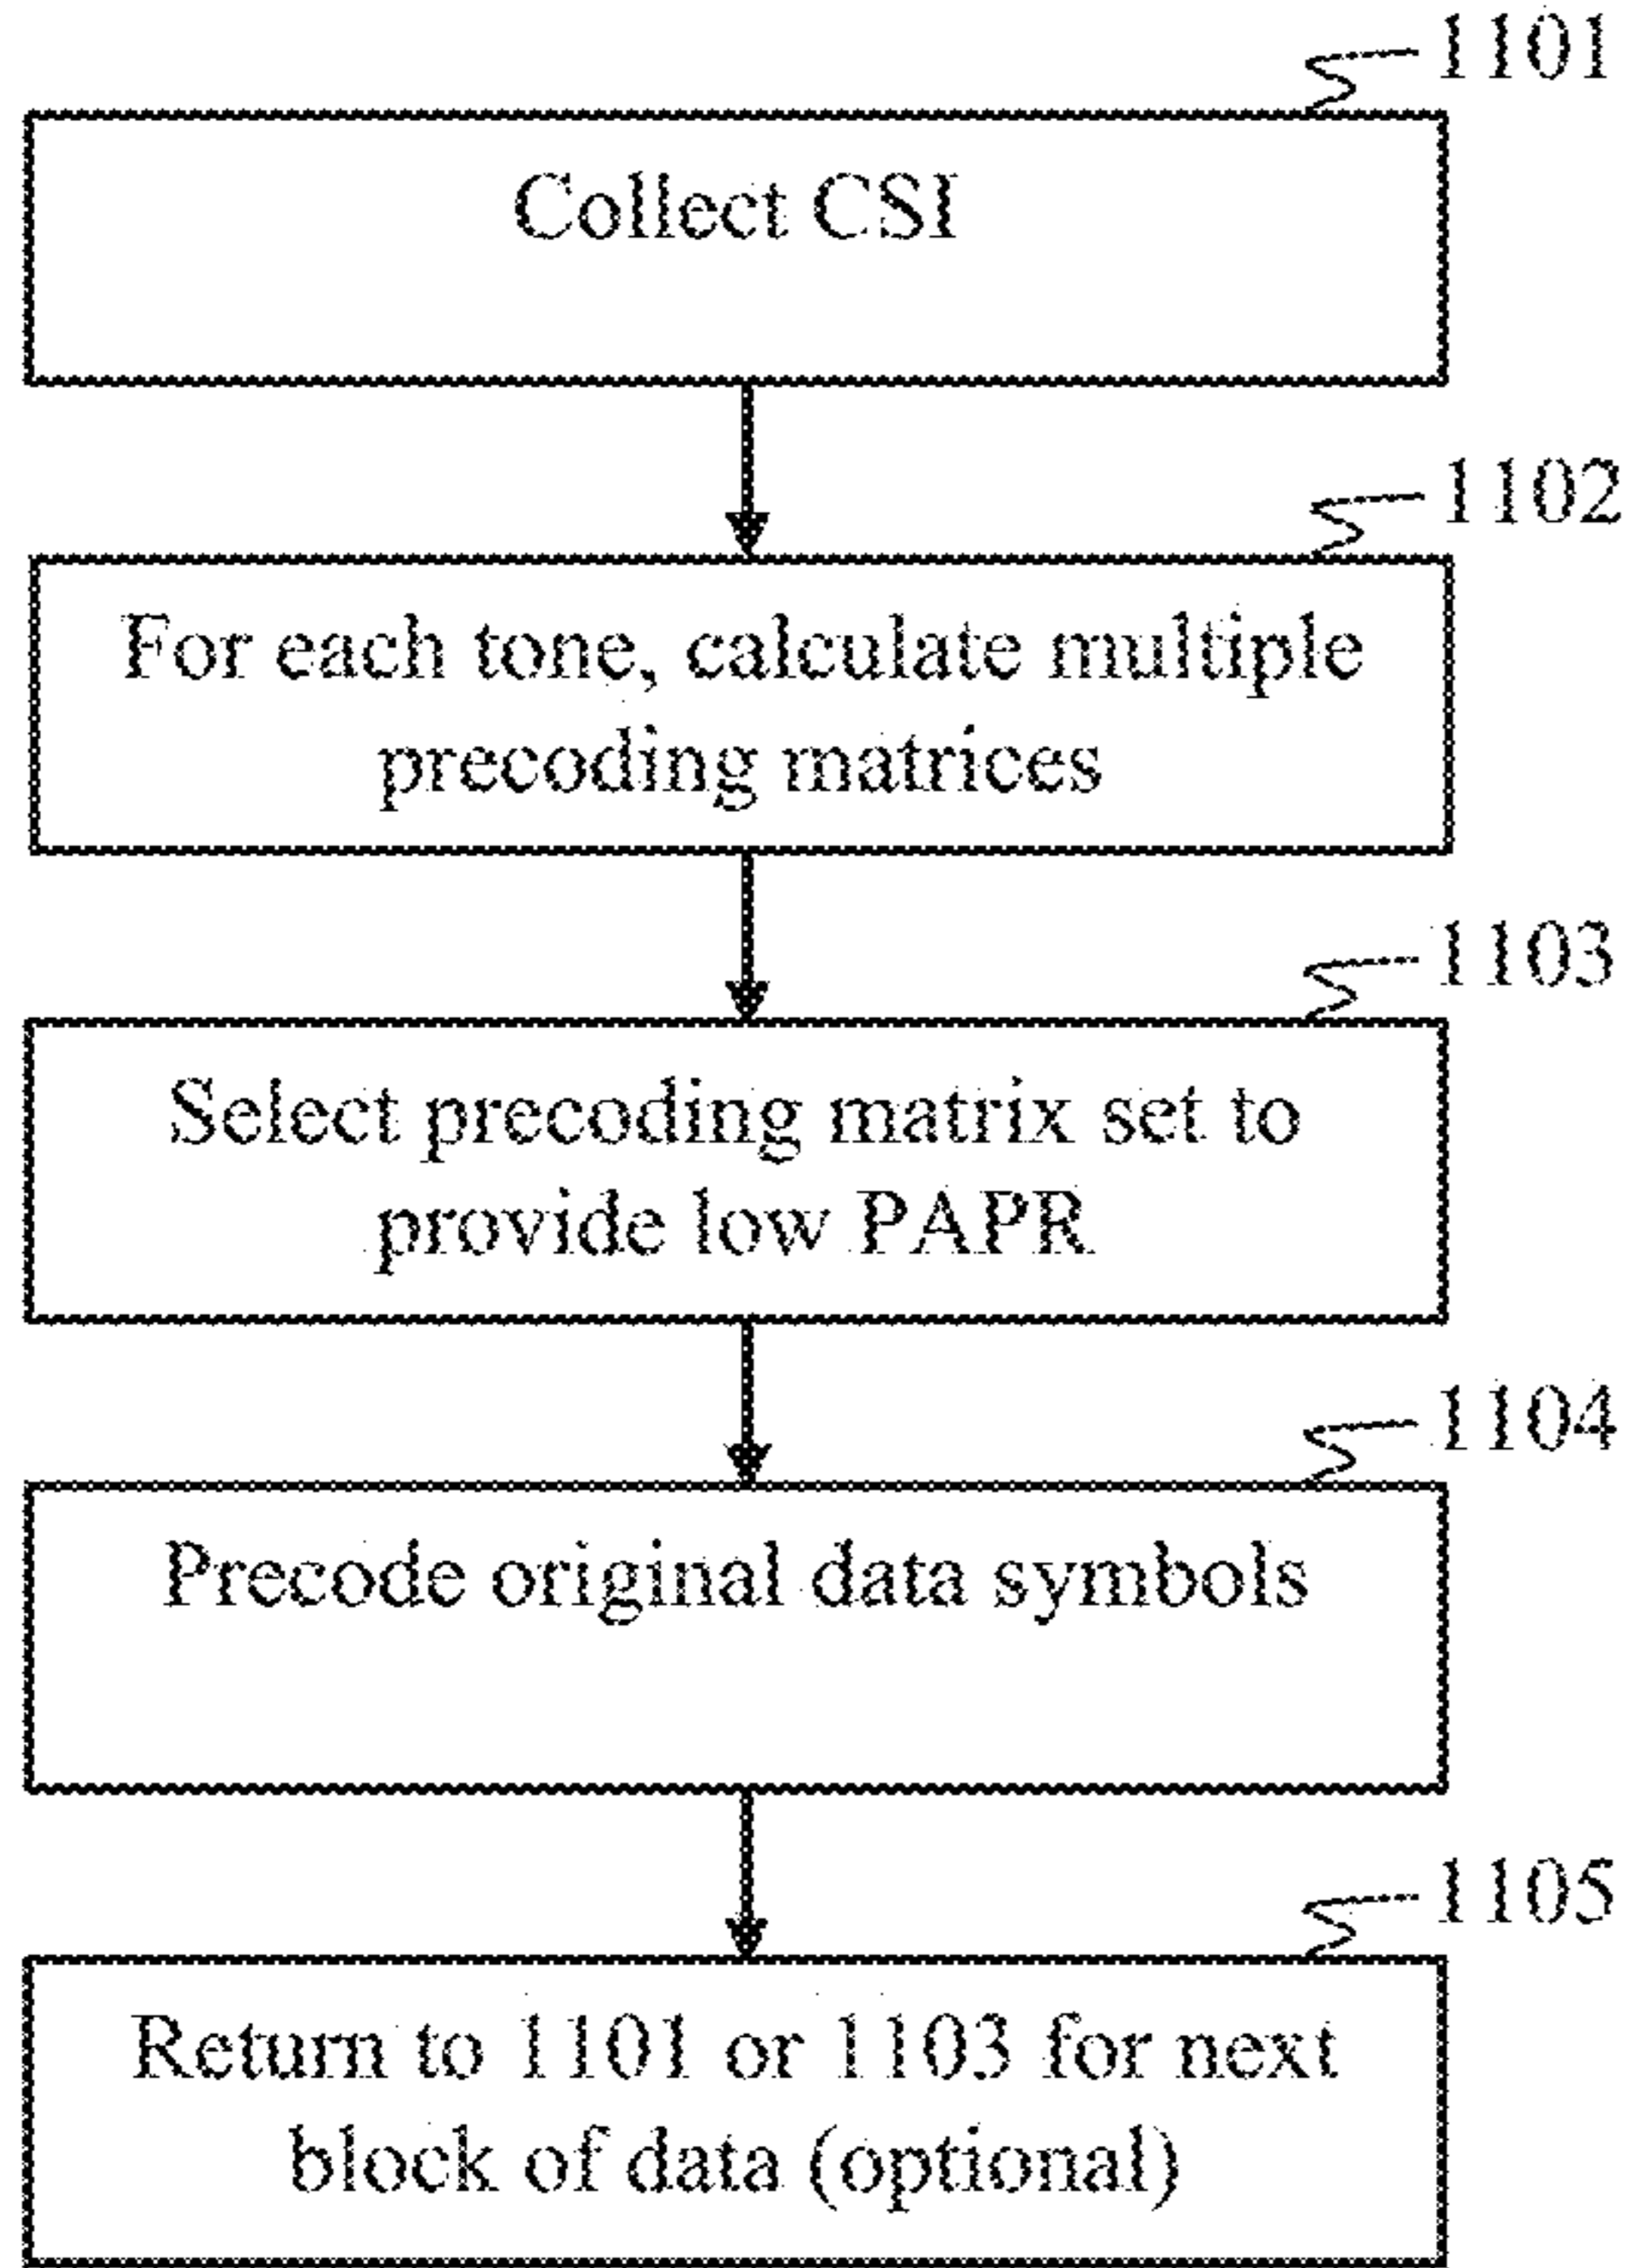 1101
Collect CSI
1102
For each tone, calculate multiple
precoding matrices
1103
Select precoding matrix set to
provide low PAPR
1104
Precode original data symbols
1105
Return to 1101 or 1103 for next
block of data (optional)